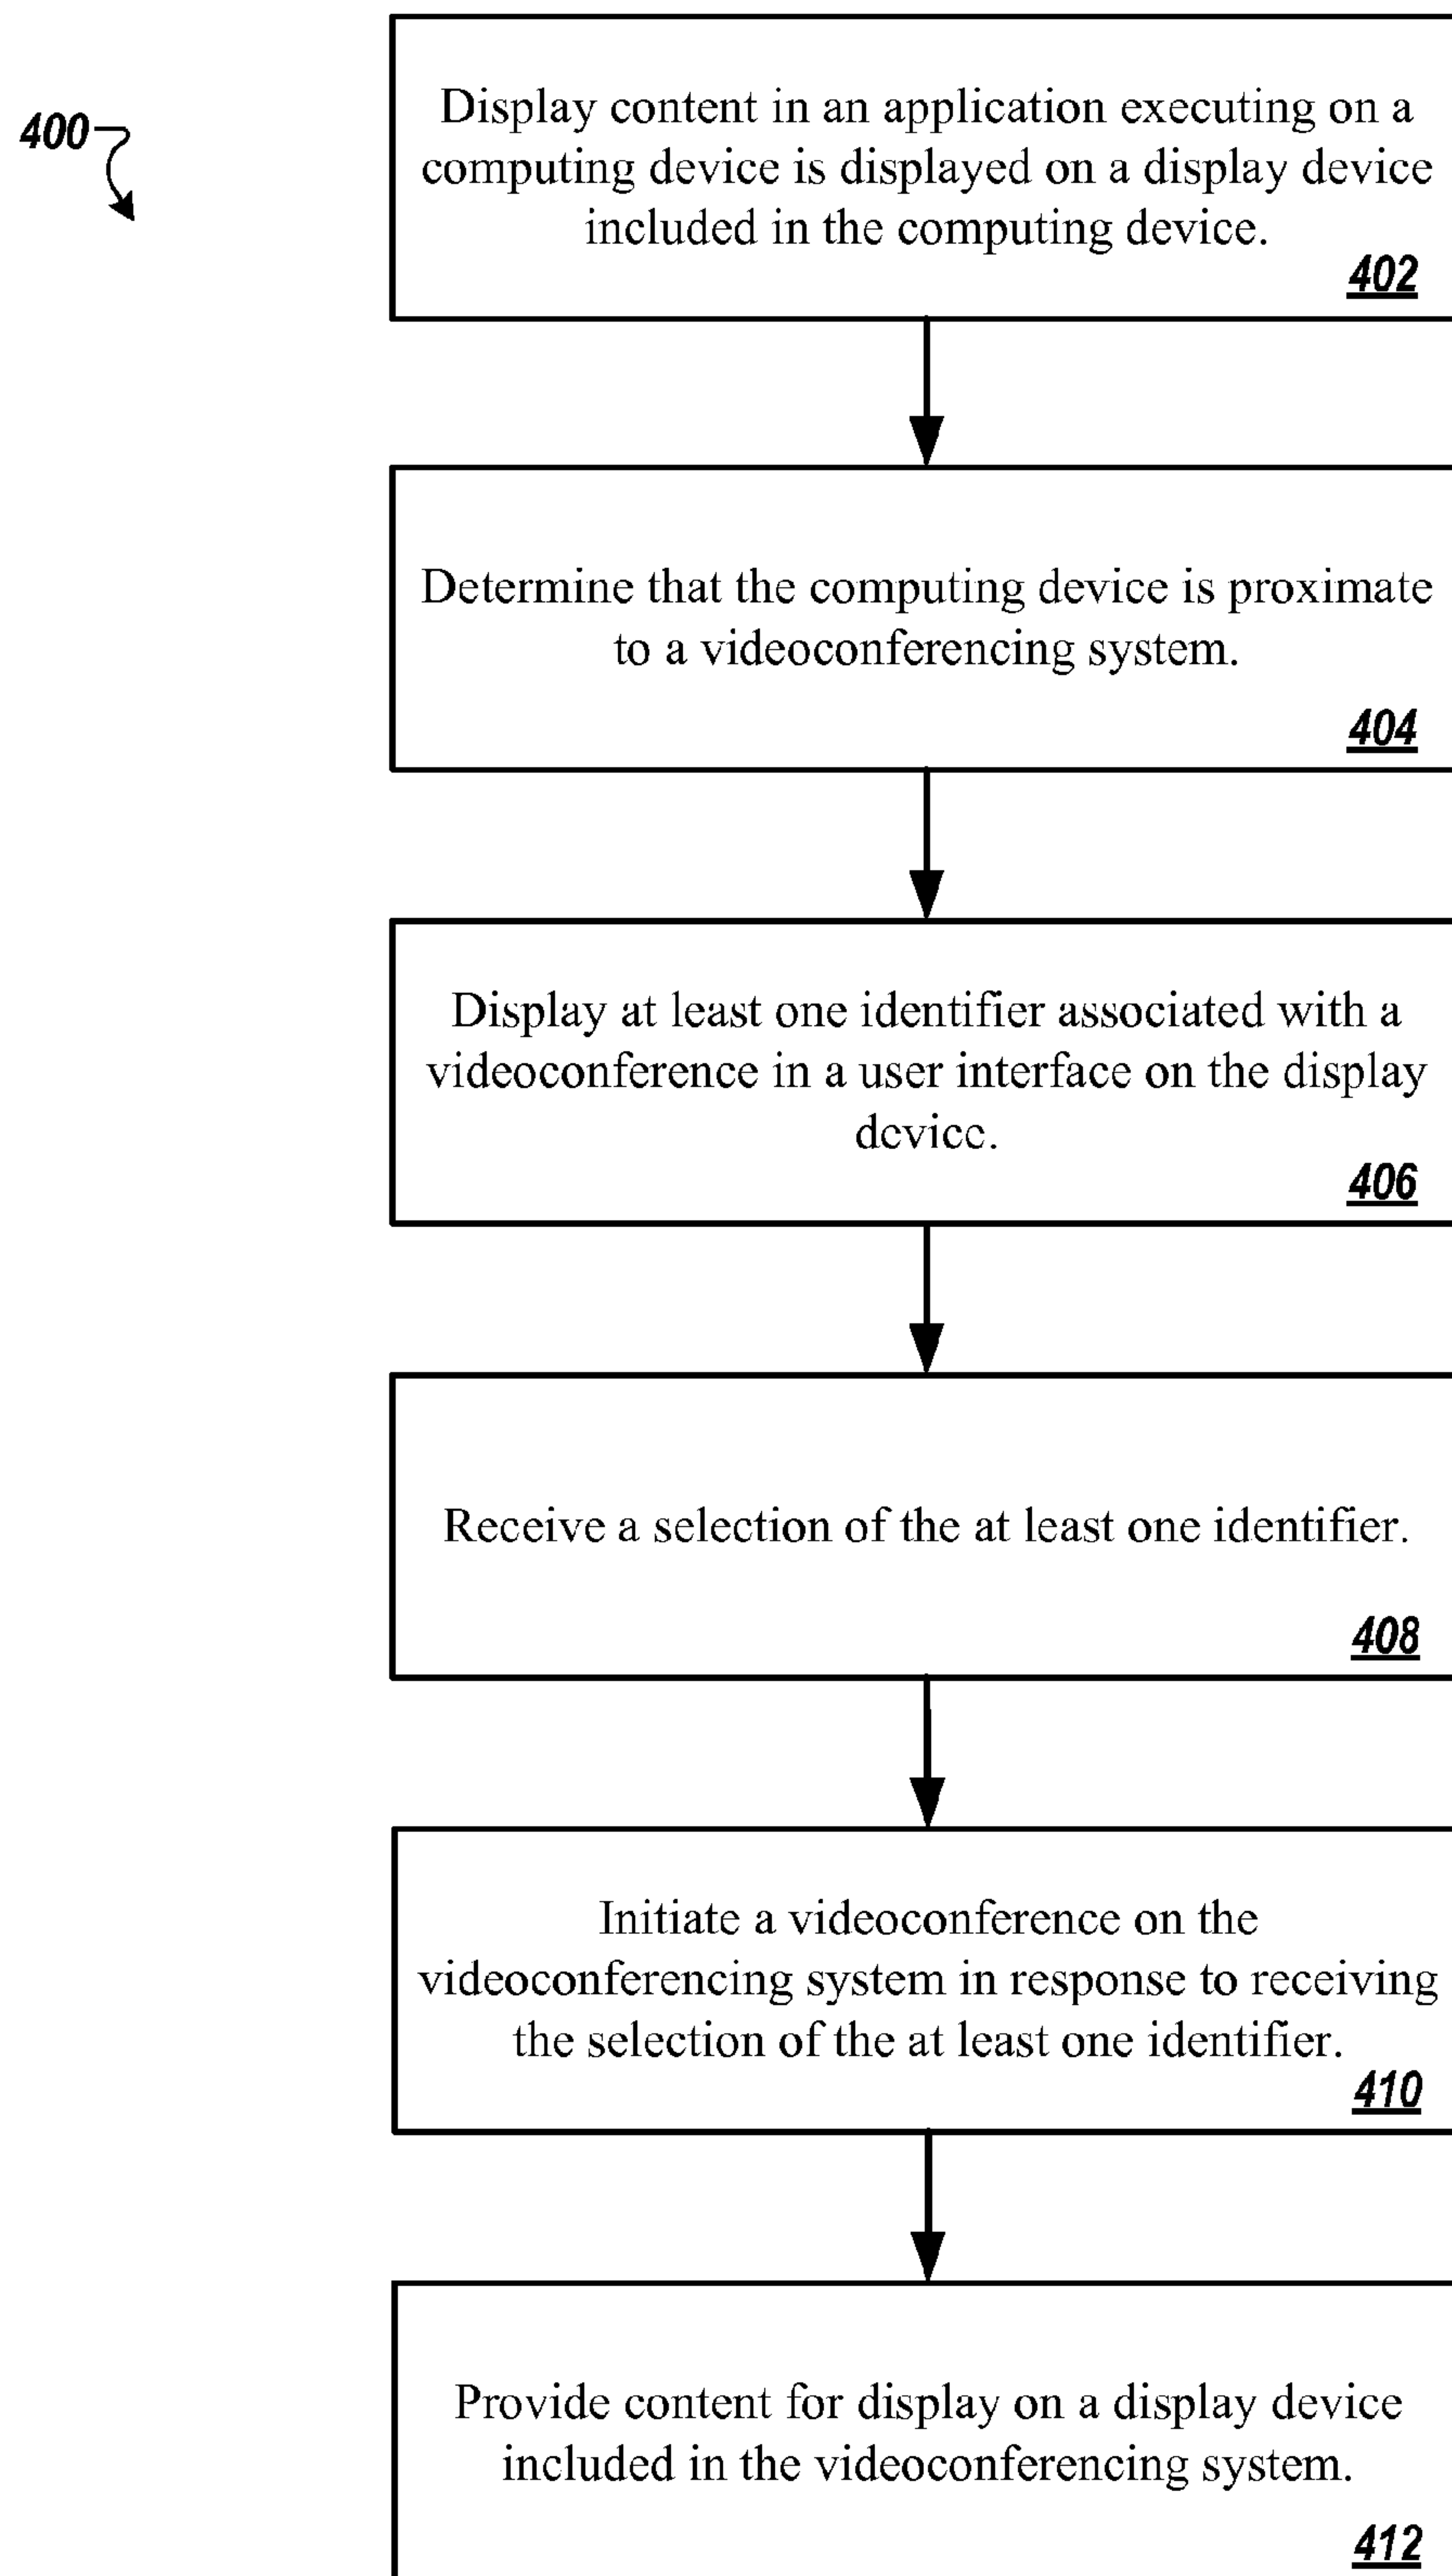 400
Display content in an application executing on a
computing device is displayed on a display device
included in the computing device.
402
Determine that the computing device is proximate
to a videoconferencing system.
404
Display at least one identifier associated with a
videoconference in a user interface on the display
device.
406
Receive a selection of the at least one identifier.
408
Initiate a videoconference on the
videoconferencing system in response to receiving
the selection of the at least one identifier.
410
Provide content for display on a display device
included in the videoconferencing system.
412